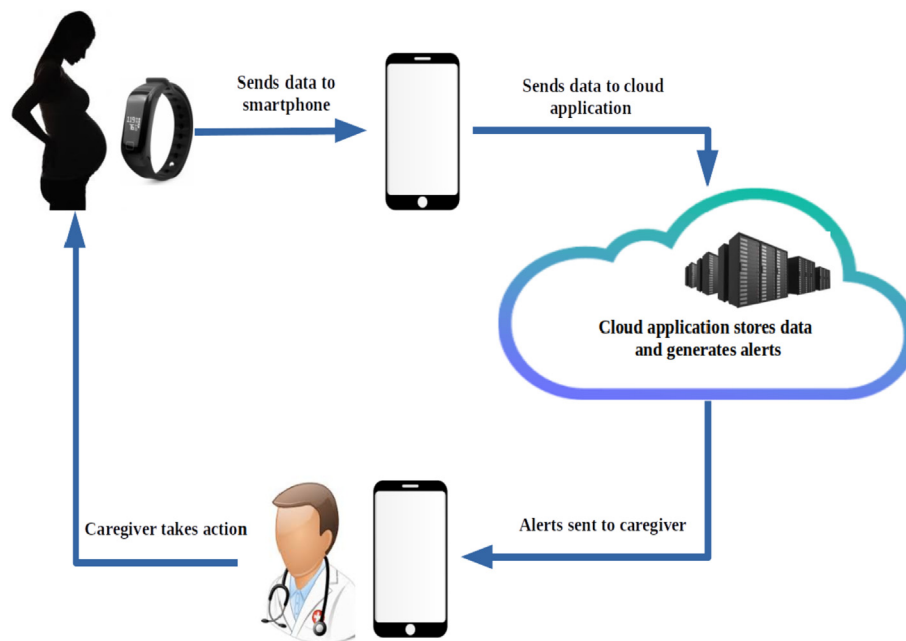 Sends data to
smartphone
Sends data to cloud
application
Cloud application stores data
and generates alerts
Alerts sent to caregiver
Caregiver takes action